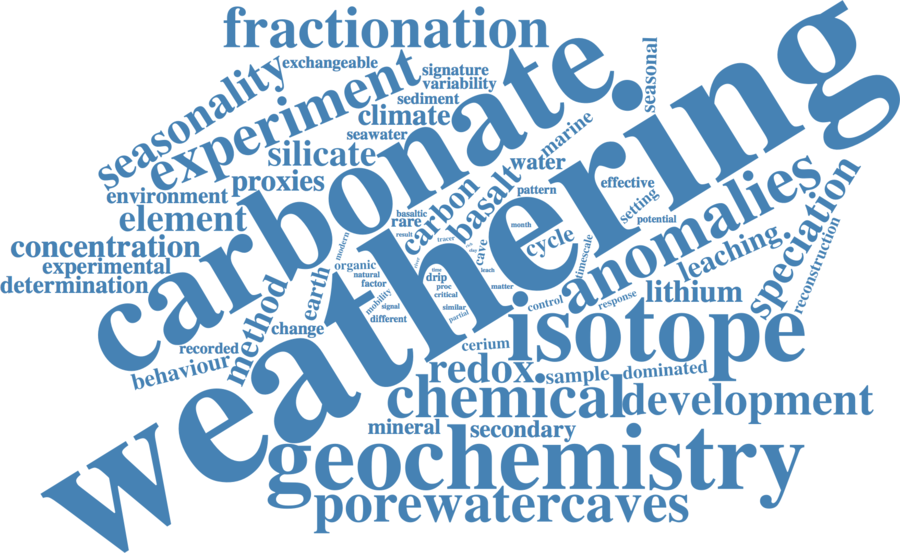 fractionation
exchangeable
seasonality
experiment
signature
variability
sediment
climate
seawater
seasonal
carbonate
weathering
marine
silicate
water
proxies
environment
element
carbon
basalt
pattern
effective
setting
potential
anomalies
speciation
concentration
experimental
determination
basaltic
rare
result
tracer
month
cycle
cave
modern
organic
natural
factor
earth
drip
leach
time
proc
critical
matter
timescale
leaching
lithium
reconstruction
method
mobility
signal
different
similar
partial
control
response
change
recorded
behaviour
isotope
cerium
redox
sample
dominated
chemical
development
mineral
secondary
geochemistry
porewatercaves